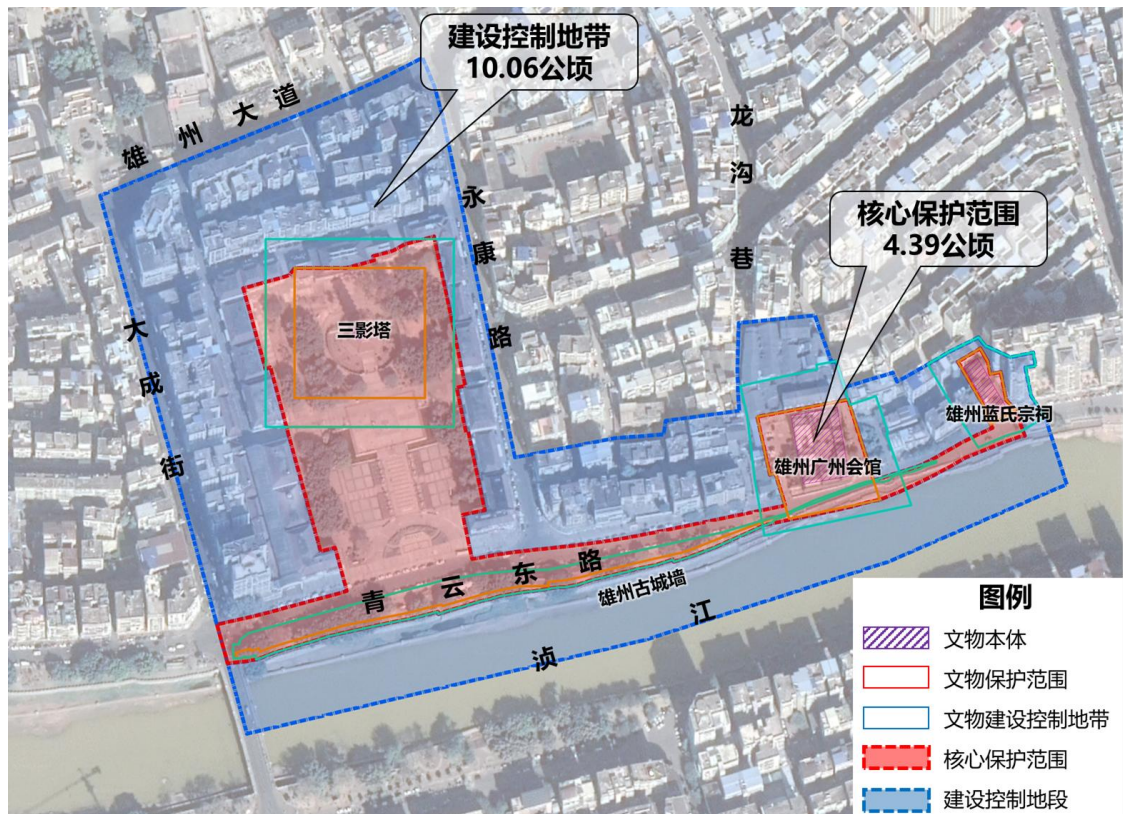 建设控制地带
10.06公顷
雄州大道
龙沟巷
永康路
核心保护范围
4.39公顷
大成街
三影塔
雄州蓝氏宗祠
雄州广州会馆
青云东路
雄州古城墙
浈江
图例
文物本体
文物保护范围
文物建设控制地带
核心保护范围
建设控制地段